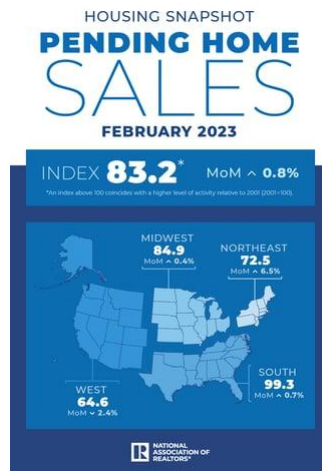 HOUSING SNAPSHOT
PENDING HOME
SALES
FEBRUARY 2023
INDEX 83.2* MoM ^ 0.8%
*An index above 100 coincides with a higher level of activity relative to 2001 (2001=100).
MIDWEST
84.9
MoM ^ 0.4%
NORTHEAST
72.5
MoM ^ 6.5%
SOUTH
99.3
MoM ^ 0.7%
WEST
64.6
MoM ˅ 2.4%
R
NATIONAL
ASSOCIATION OF
REALTORS®